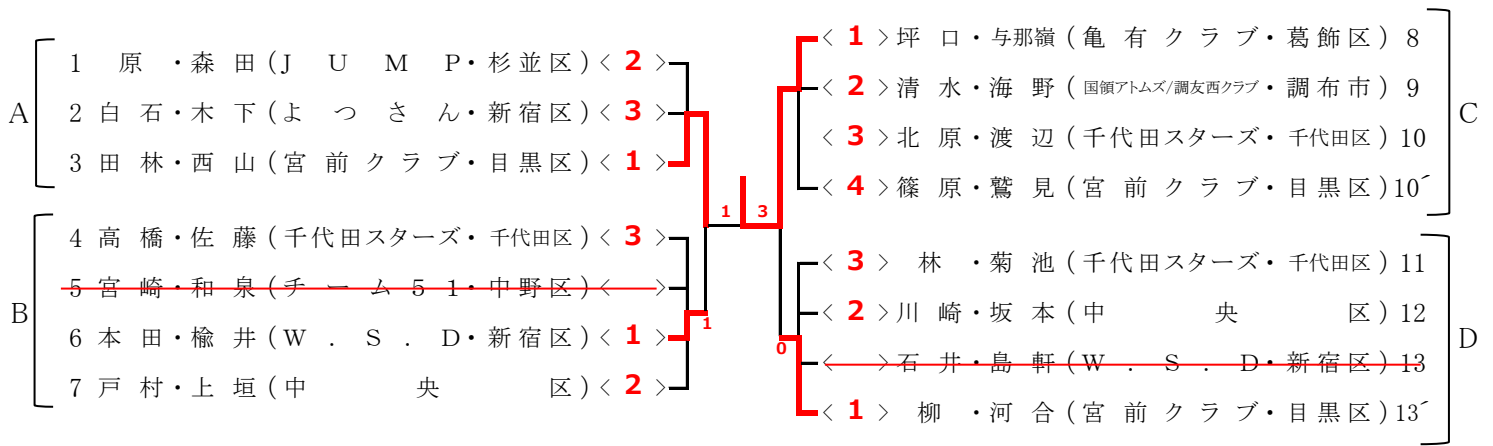 A
1 原・森田(JUMP・杉並区)< 2 >
2 白石・木下(よつさん・新宿区)< 3 >
3 田林・西山(宮前クラブ・目黒区)< 1 >
B
4 高橋・佐藤(千代田スターズ・千代田区)< 3 >
5 宮崎・和泉(チーム51・中野区)< >
6 本田・楡井(W.S.D・新宿区)< 1 >
7 戸村・上垣(中央区)< 2 >
1
1 3
0
C
< 1 >坪口・与那嶺(亀有クラブ・葛飾区) 8
< 2 >清水・海野(国領アトムズ/調友西クラブ・調布市) 9
< 3 >北原・渡辺(千代田スターズ・千代田区) 10
< 4 >篠原・鷲見(宮前クラブ・目黒区)10´
D
< 3 >林・菊池(千代田スターズ・千代田区) 11
< 2 >川崎・坂本(中央区) 12
< >石井・島軒(W.S.D・新宿区) 13
< 1 >柳・河合(宮前クラブ・目黒区)13´